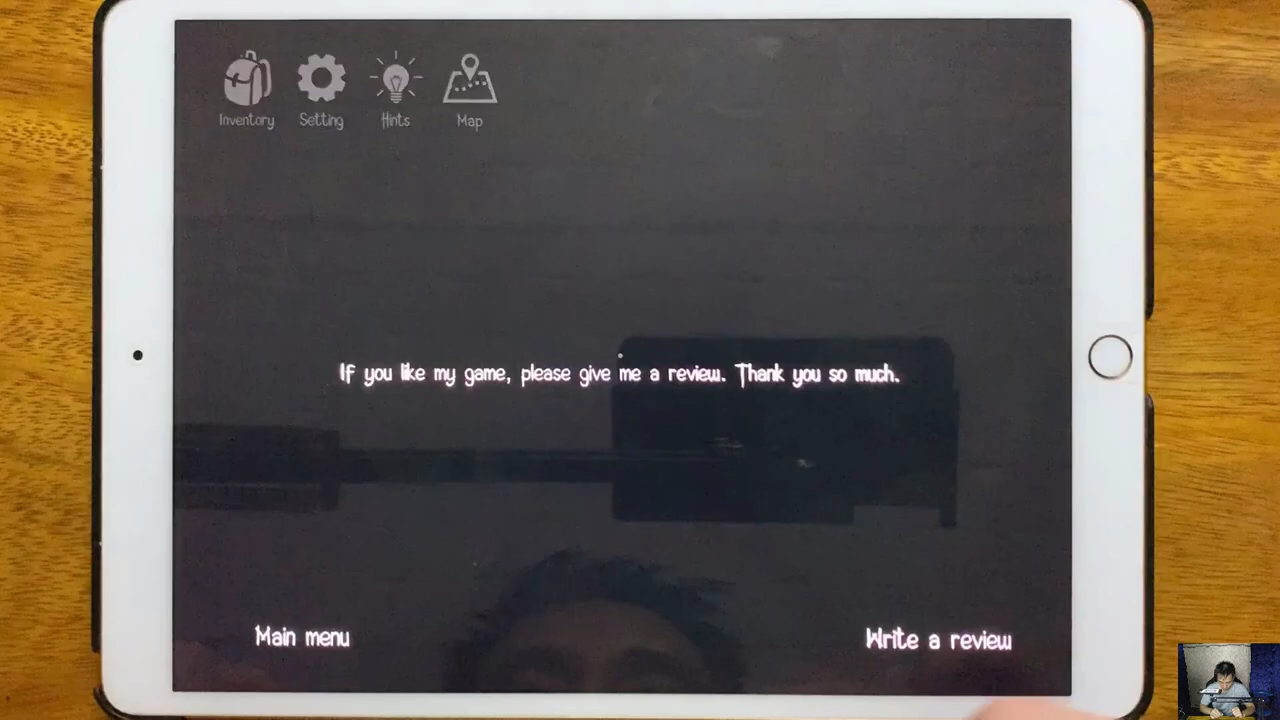 Inventory Setting Hints Map
If you like my game, please give me a review. Thank you so much.
Main menu Write a review